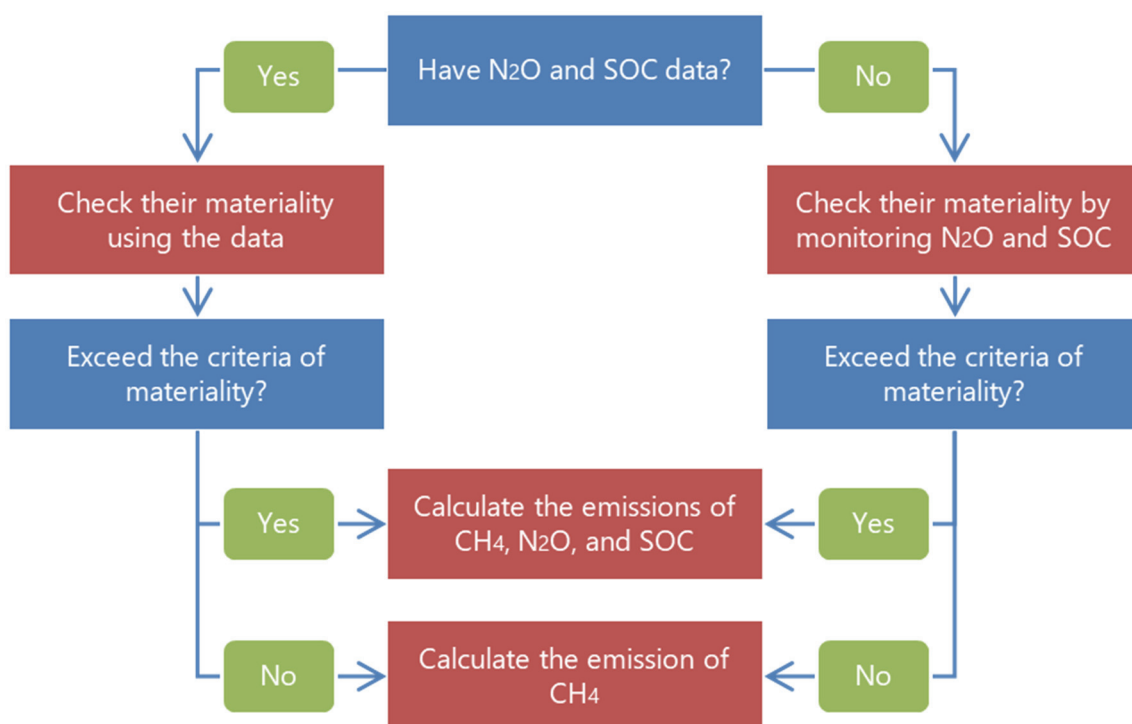 Have N2O and SOC data?
Yes
No
Check their materiality
using the data
Check their materiality by
monitoring N2O and SOC
Exceed the criteria of
materiality?
Exceed the criteria of
materiality?
Yes
Calculate the emissions of
CH4, N2O, and SOC
Yes
No
Calculate the emission of
CH4
No